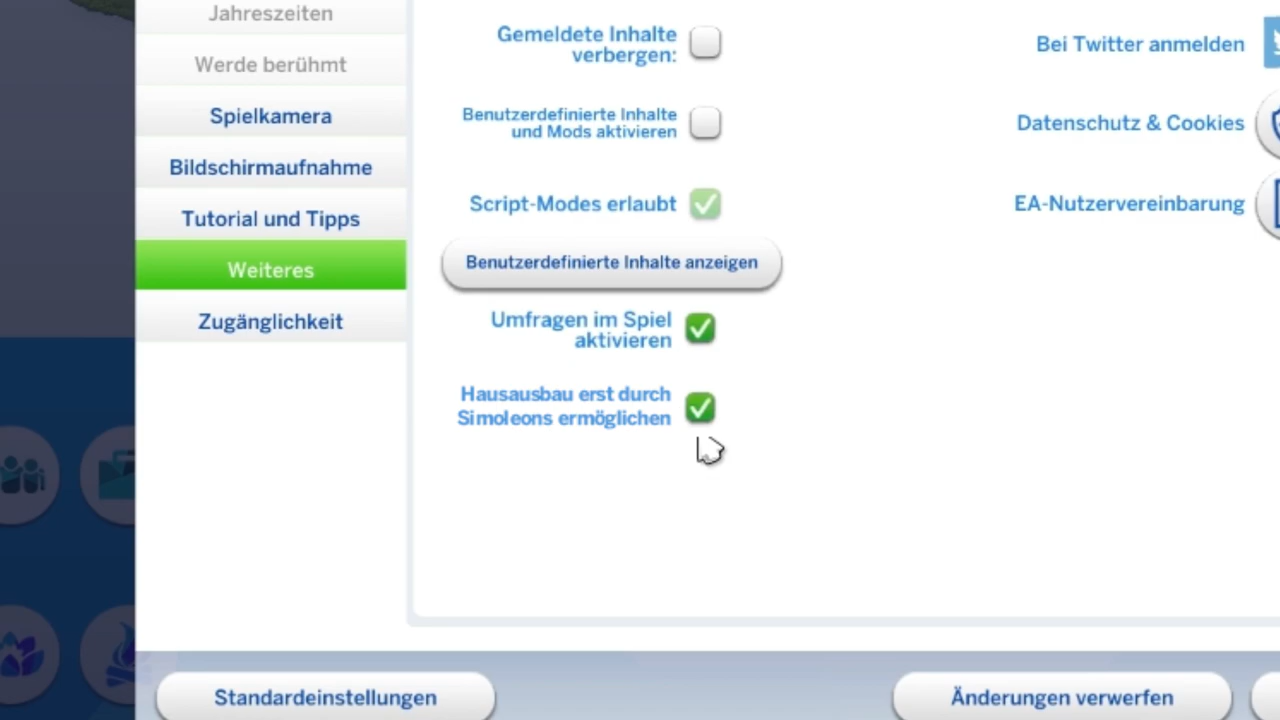 Jahreszeiten
Werde berühmt
Spielkamera
Bildschirmaufnahme
Tutorial und Tipps
Weiteres
Zugänglichkeit
Gemeldete Inhalte
verbergen:
Benutzerdefinierte Inhalte
und Mods aktivieren
Script-Modes erlaubt
Benutzerdefinierte Inhalte anzeigen
Umfragen im Spiel
aktivieren
Hausausbau erst durch
Simoleons ermöglichen
Bei Twitter anmelden
Datenschutz & Cookies
EA-Nutzervereinbarung
Standardeinstellungen
Änderungen verwerfen